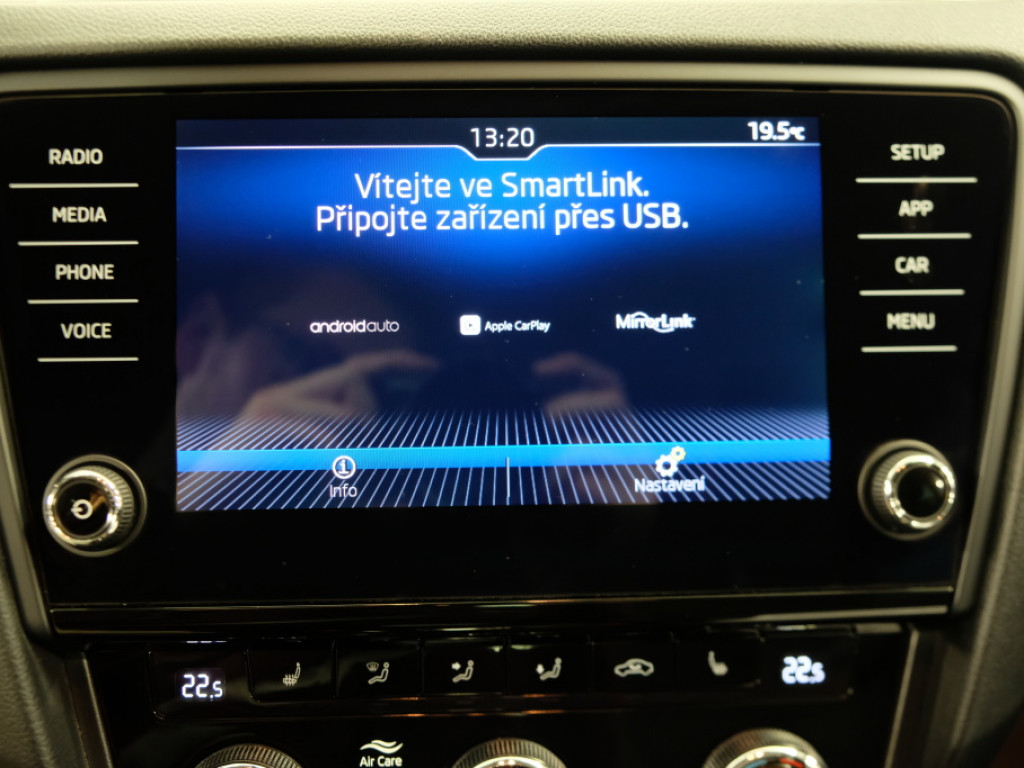 13:20
19.5°C
Vítejte ve SmartLink.
Připojte zařízení přes USB.
androidauto
Apple CarPlay
MirrorLink
Info
Nastavení
RADIO
MEDIA
PHONE
VOICE
SETUP
APP
CAR
MENU
22,5
22,5
Air Care